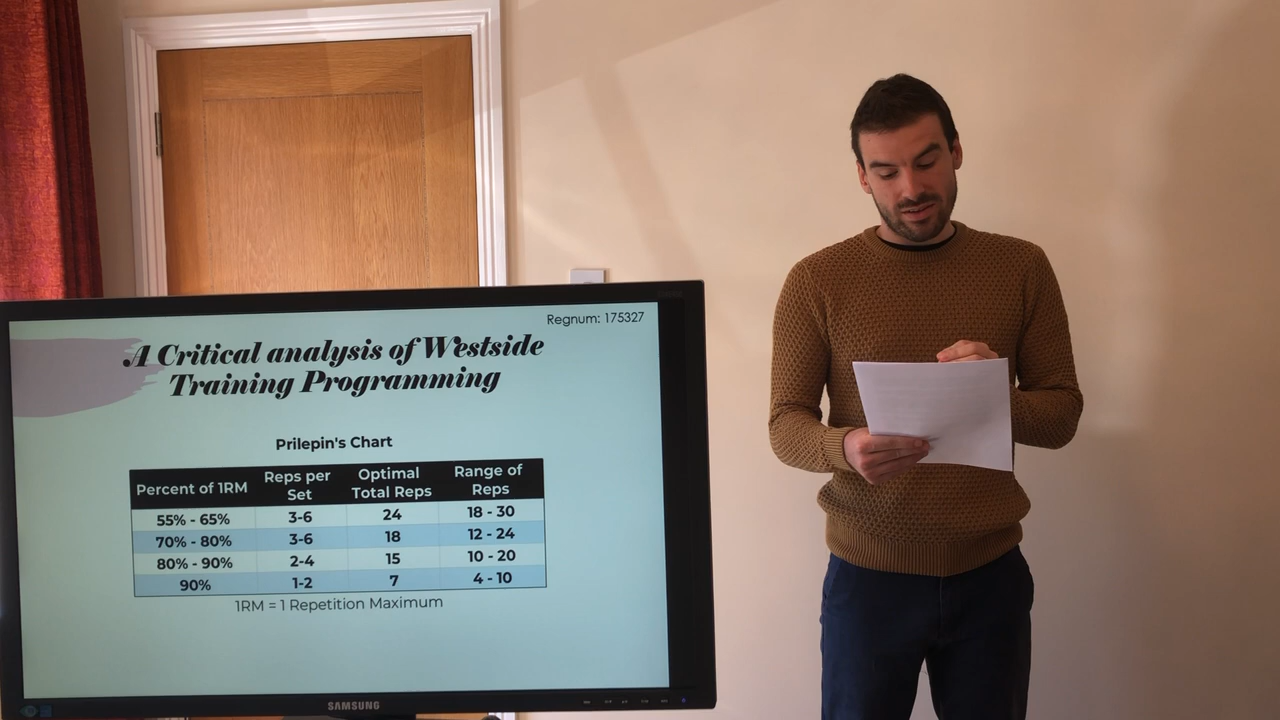 Regnum: 175327
A Critical analysis of Westside
Training Programming
Prilepin's Chart
Percent of 1RM Reps per Set Optimal Total Reps Range of Reps
55% - 65% 3-6 24 18 - 30
70% - 80% 3-6 18 12 - 24
80% - 90% 2-4 15 10 - 20
90% 1-2 7 4 - 10
1RM = 1 Repetition Maximum
SAMSUNG